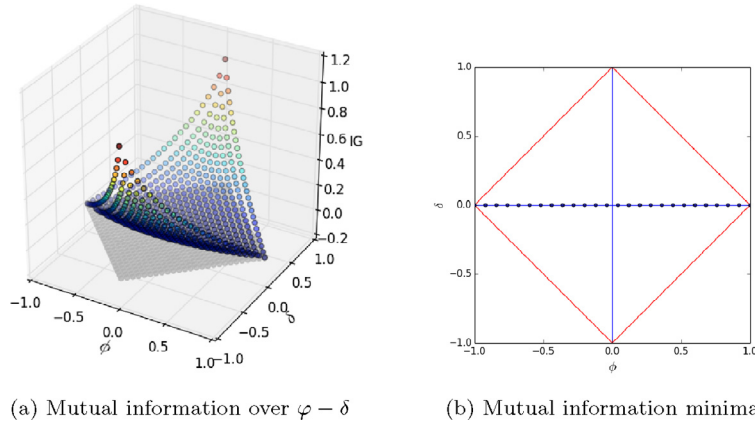 1.2
1.0
0.8
0.6 IG
0.4
0.2
0.0
−0.2
1.0
0.5
0.0
−0.5
−1.0
δ
−1.0
−0.5
0.0
0.5
1.0
ϕ
1.0
0.5
δ 0.0
−0.5
−1.0
−1.0 −0.5 0.0 0.5 1.0
ϕ
(a) Mutual information over φ − δ
(b) Mutual information minima